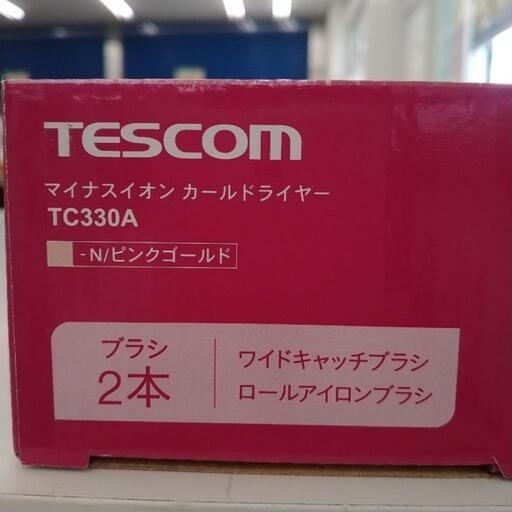 TESCOM
マイナスイオン カールドライヤー
TC330A
-N/ピンクゴールド
ブラシ
2本
ワイドキャッチブラシ
ロールアイロンブラシ